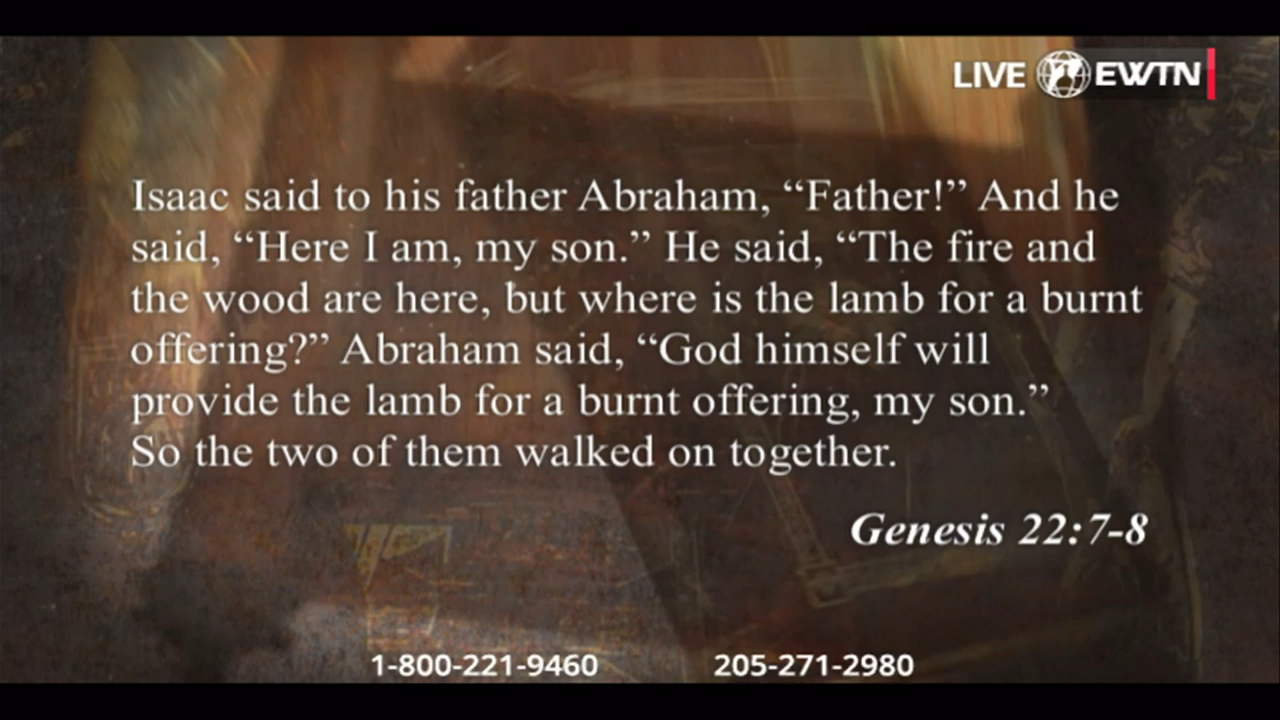 LIVE EWTN
Isaac said to his father Abraham, “Father!” And he
said, “Here I am, my son.” He said, “The fire and
the wood are here, but where is the lamb for a burnt
offering?” Abraham said, “God himself will
provide the lamb for a burnt offering, my son.”
So the two of them walked on together.
Genesis 22:7-8
1-800-221-9460 205-271-2980